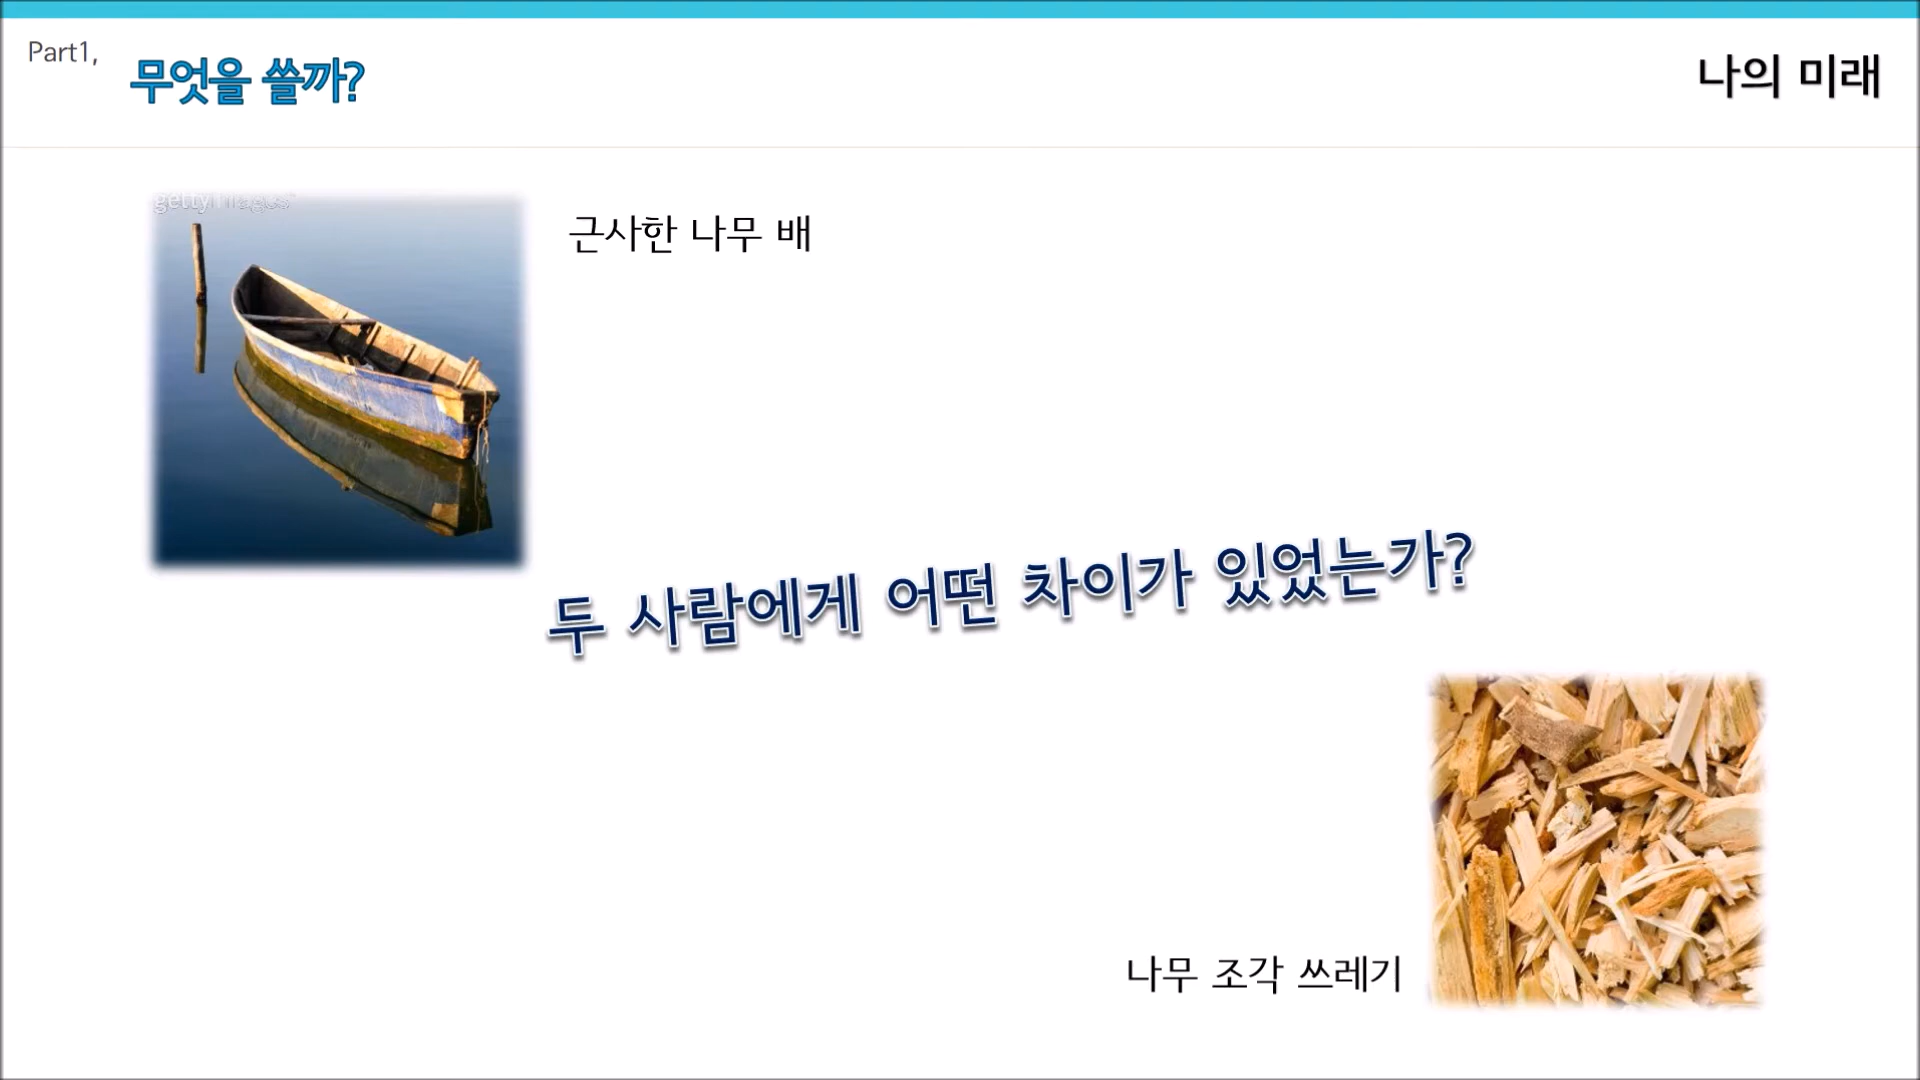 Part1,
무엇을 쓸까?
나의 미래
gettyimages
근사한 나무 배
두 사람에게 어떤 차이가 있었는가?
나무 조각 쓰레기